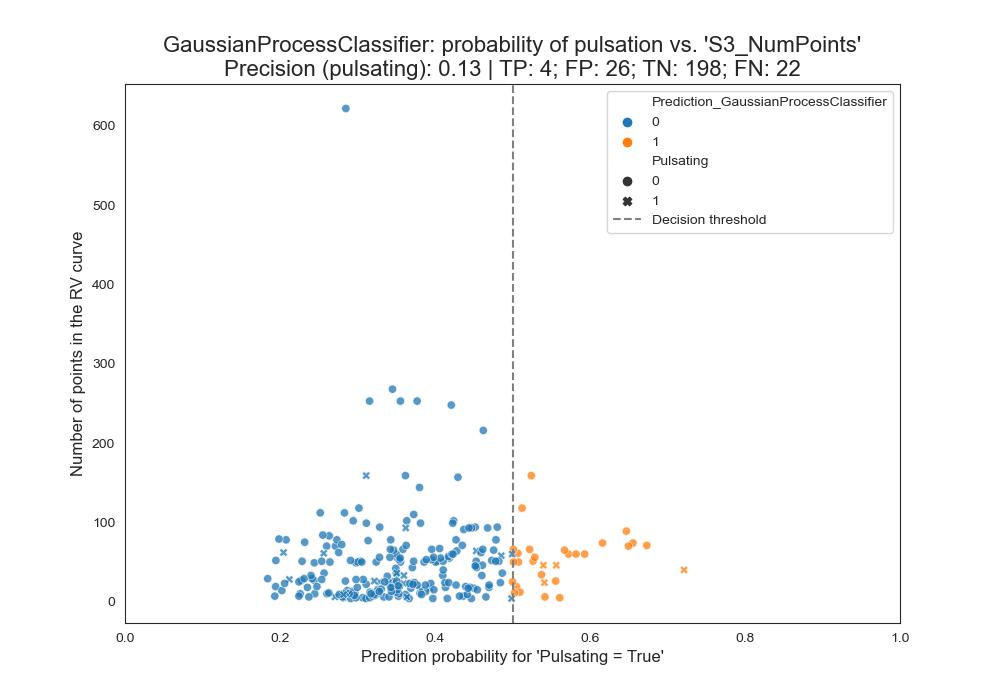 GaussianProcessClassifier: probability of pulsation vs. 'S3_NumPoints'
Precision (pulsating): 0.13 | TP: 4; FP: 26; TN: 198; FN: 22
Prediction_GaussianProcessClassifier
0
1
Pulsating
0
1
Decision threshold
Number of points in the RV curve
600
500
400
300
200
100
0
0.0
0.2
0.4
0.6
0.8
1.0
Predition probability for 'Pulsating = True'